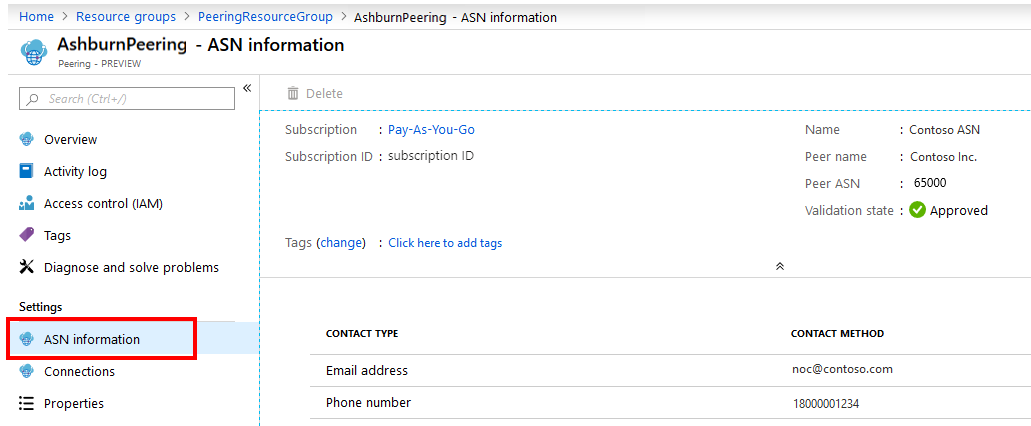 Home > Resource groups > PeeringResourceGroup > AshburnPeering - ASN information
AshburnPeering - ASN information
Peering - PREVIEW
Search (Ctrl+/)
«
Overview
Activity log
Access control (IAM)
Tags
Diagnose and solve problems
Settings
ASN information
Connections
Properties
Delete
Subscription : Pay-As-You-Go
Subscription ID : subscription ID
Tags (change) : Click here to add tags
Name : Contoso ASN
Peer name : Contoso Inc.
Peer ASN : 65000
Validation state : Approved
CONTACT TYPE CONTACT METHOD
Email address noc@contoso.com
Phone number 18000001234